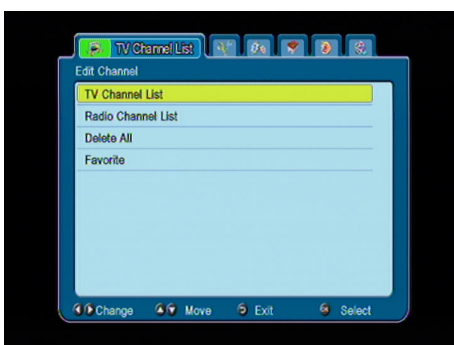 TV Channel List
Edit Channel
TV Channel List
Radio Channel List
Delete All
Favorite
Change Move Exit Select